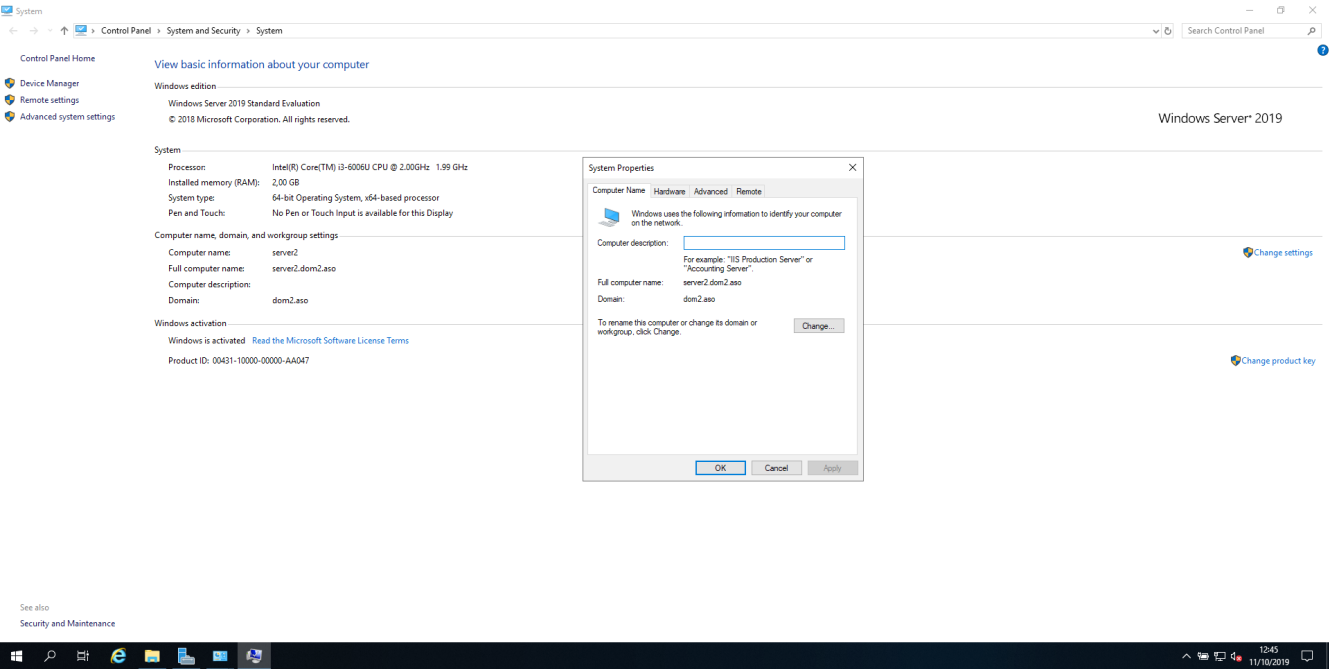 System
Control Panel > System and Security > System
Search Control Panel
Control Panel Home
Device Manager
Remote settings
Advanced system settings
View basic information about your computer
Windows edition
Windows Server 2019 Standard Evaluation
© 2018 Microsoft Corporation. All rights reserved.
Windows Server® 2019
System
Processor: Intel(R) Core(TM) i3-6006U CPU @ 2.00GHz 1.99 GHz
Installed memory (RAM): 2,00 GB
System type: 64-bit Operating System, x64-based processor
Pen and Touch: No Pen or Touch Input is available for this Display
Computer name, domain, and workgroup settings
Computer name: server2
Full computer name: server2.dom2.aso
Computer description:
Domain: dom2.aso
Change settings
Windows activation
Windows is activated Read the Microsoft Software License Terms
Product ID: 00431-10000-00000-AA047
Change product key
System Properties
Computer Name Hardware Advanced Remote
Windows uses the following information to identify your computer
on the network.
Computer description:
For example: "IIS Production Server" or
"Accounting Server".
Full computer name: server2.dom2.aso
Domain: dom2.aso
To rename this computer or change its domain or
workgroup, click Change.
Change...
OK Cancel Apply
See also
Security and Maintenance
12:45
11/10/2019